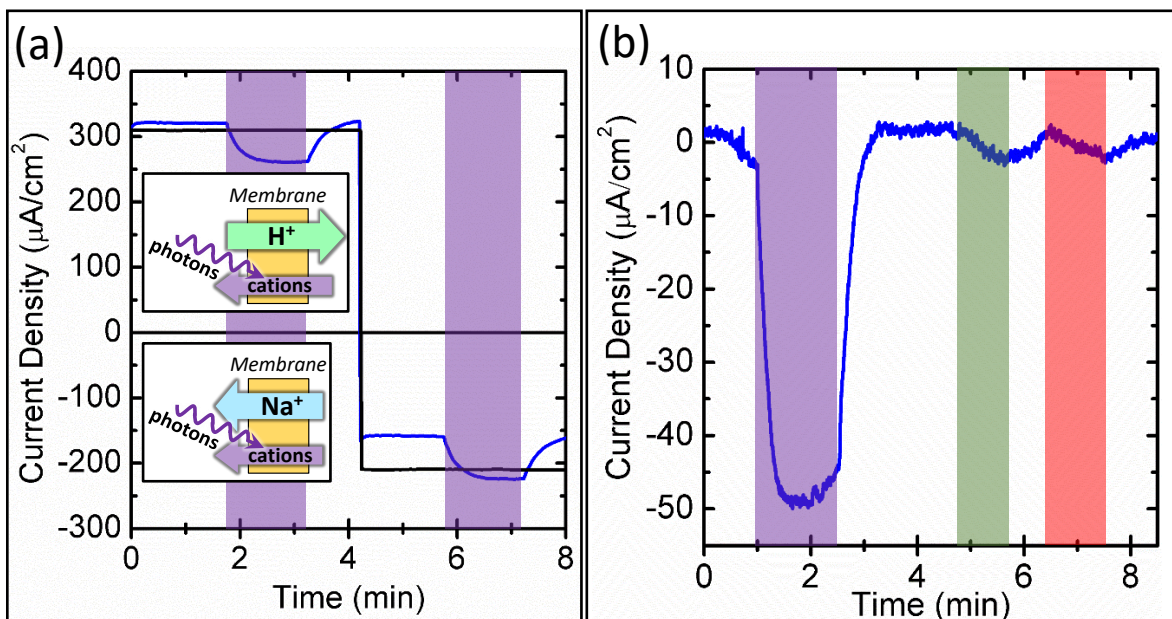 (a)
Current Density (μA/cm²)
400
300
200
100
0
-100
-200
-300
Membrane
H⁺
photons
cations
Membrane
Na⁺
photons
cations
0
2
4
6
8
Time (min)
(b)
Current Density (μA/cm²)
10
0
-10
-20
-30
-40
-50
0
2
4
6
8
Time (min)